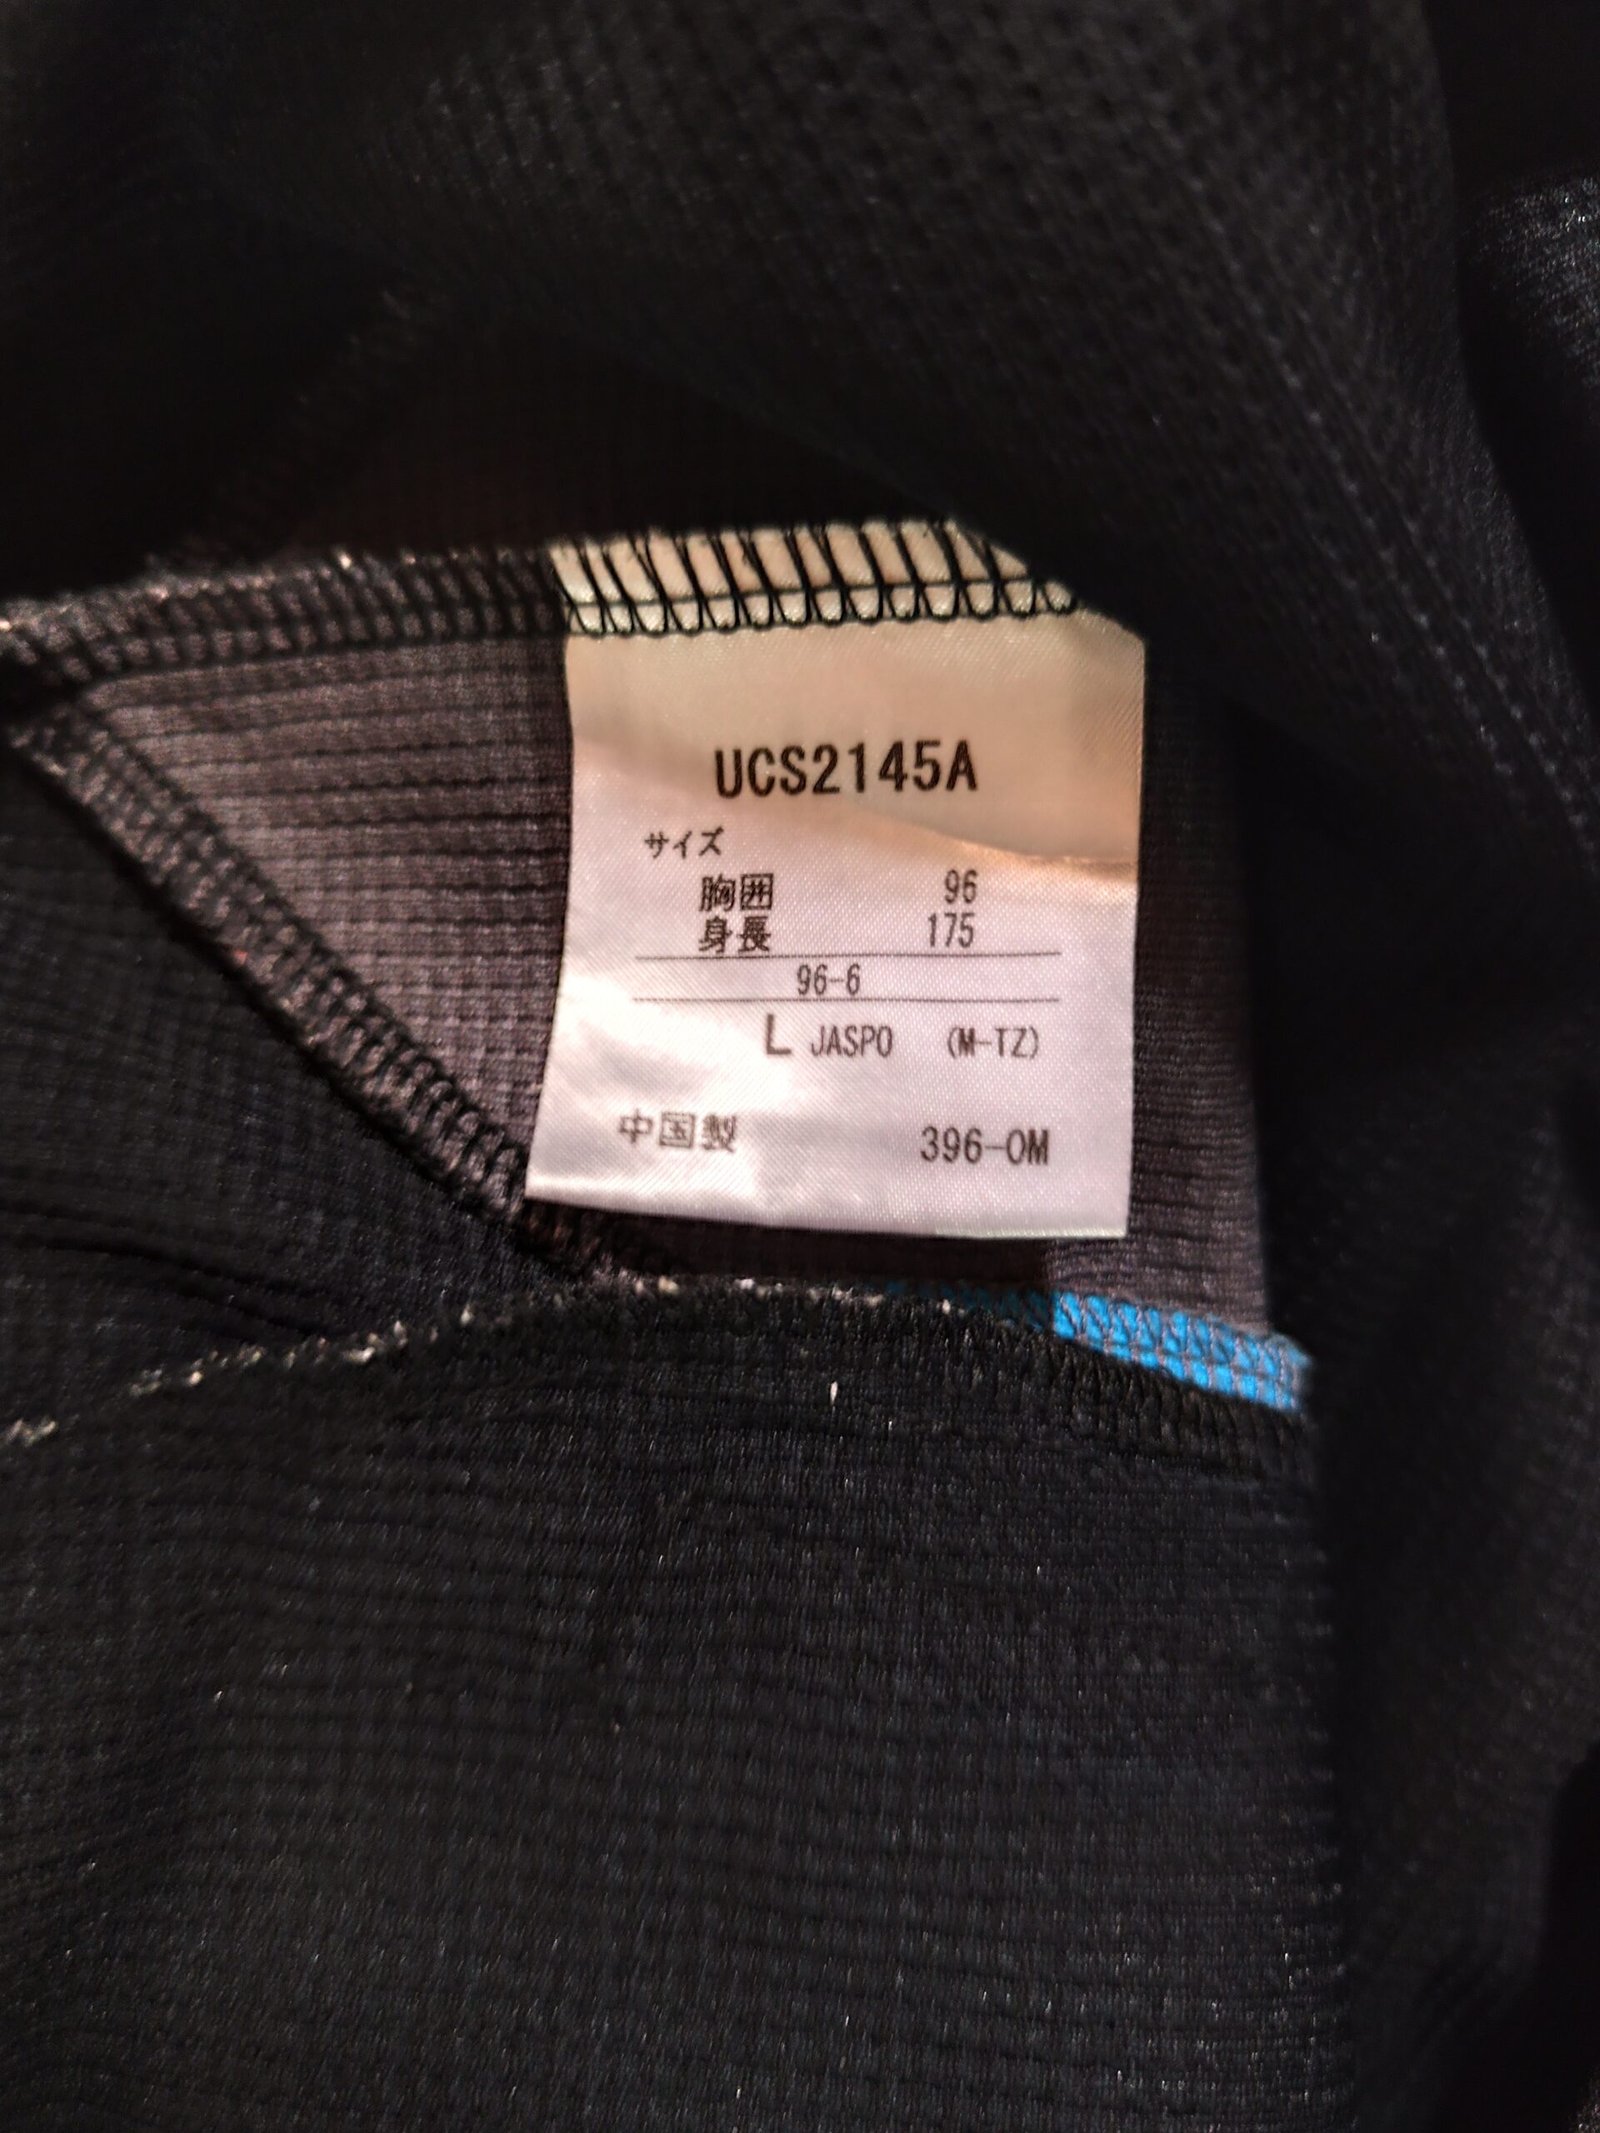 UCS2145A
サイズ
胸囲 96
身長 175
96-6
L JASPO (M-TZ)
中国製 396-OM